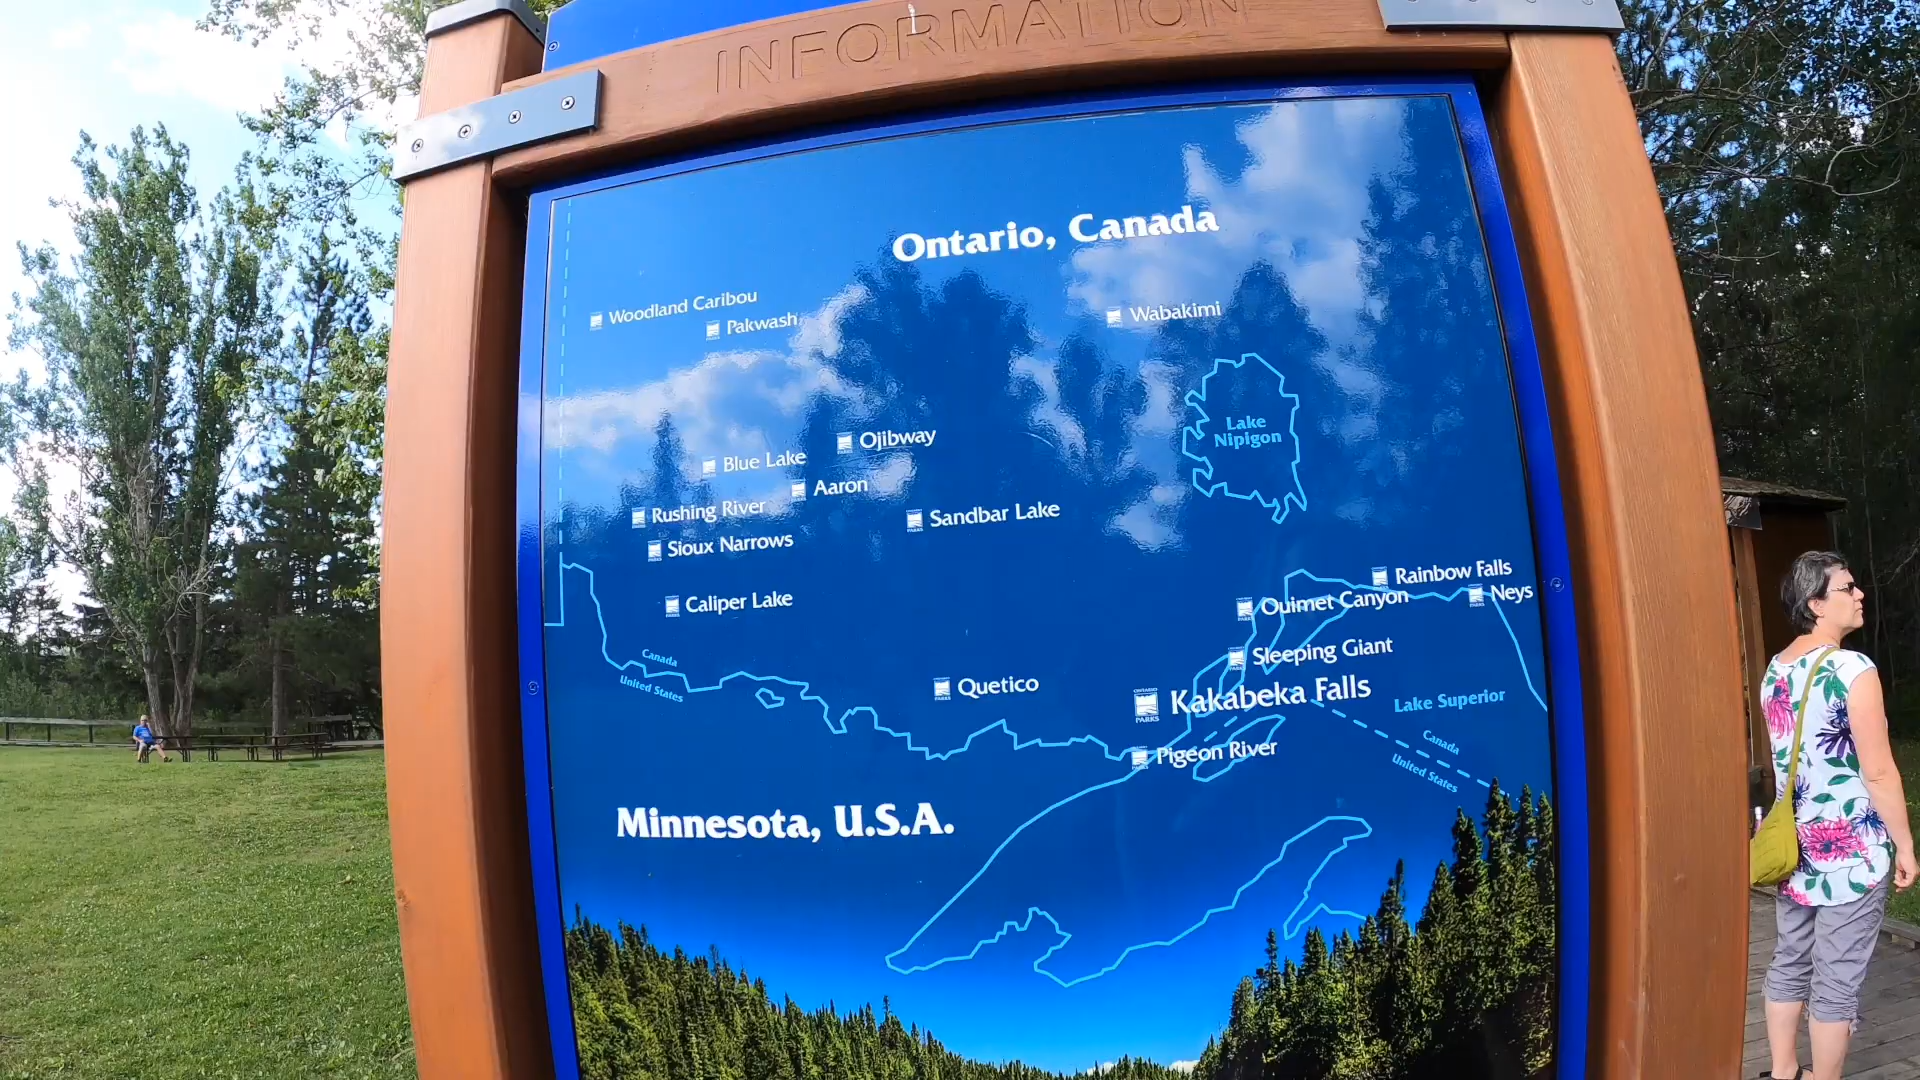 INFORMATION
Ontario, Canada
Woodland Caribou
Pakwash
Wabakimi
Lake
Nipigon
Ojibway
Blue Lake
Aaron
Rushing River
Sandbar Lake
Sioux Narrows
Rainbow Falls
Neys
Caliper Lake
Ouimet Canyon
Sleeping Giant
Canada
United States
Quetico
ONTARIO
PARKS
Kakabeka Falls
Lake Superior
Pigeon River
Canada
United States
Minnesota, U.S.A.